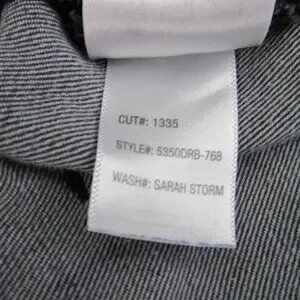 CUT#: 1335
STYLE#: 5350DRB-768
WASH#: SARAH STORM